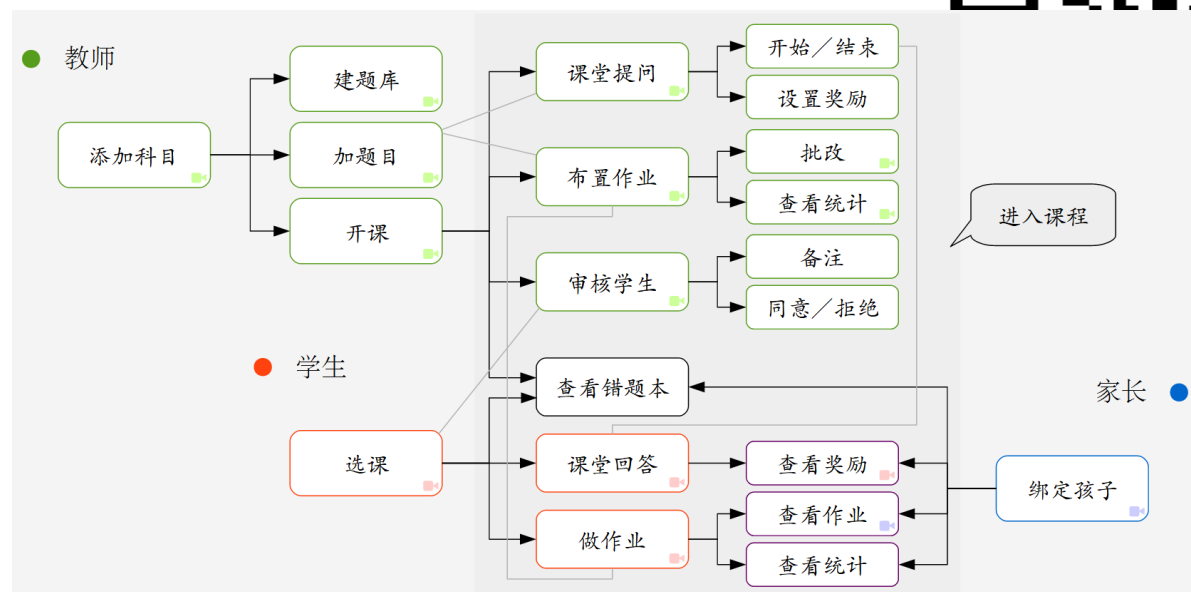 教师
添加科目
建题库
加题目
开课
课堂提问
开始／结束
设置奖励
布置作业
批改
查看统计
审核学生
备注
同意／拒绝
进入课程
学生
选课
查看错题本
课堂回答
做作业
查看奖励
查看作业
查看统计
家长
绑定孩子